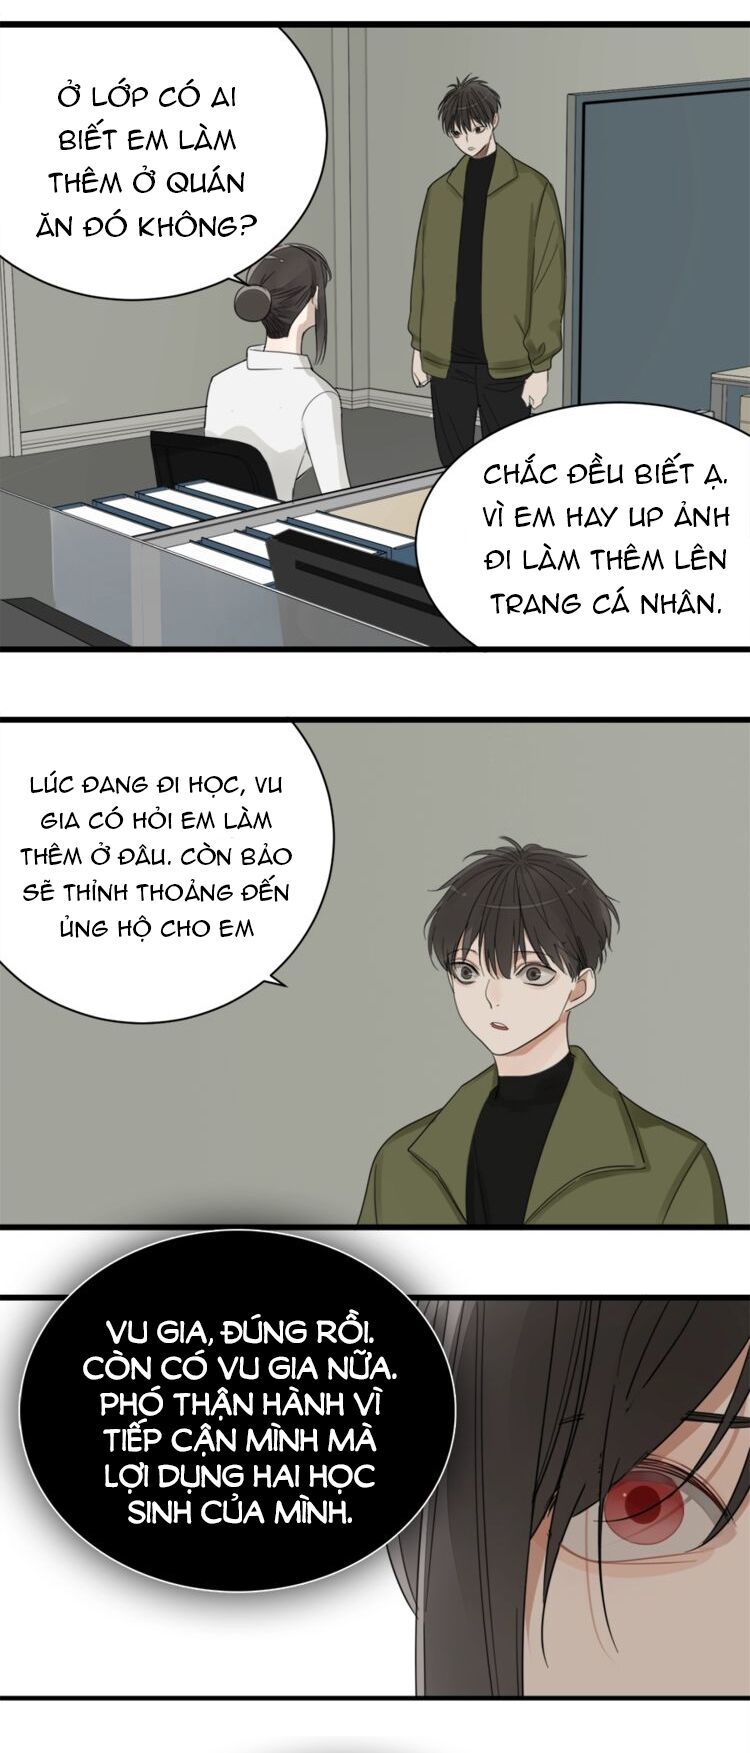 Ở LỚP CÓ AI
BIẾT EM LÀM
THÊM Ở QUÁN
ĂN ĐÓ KHÔNG?
CHẮC ĐỀU BIẾT Ạ.
VÌ EM HAY UP ẢNH
ĐI LÀM THÊM LÊN
TRANG CÁ NHÂN.
LÚC ĐANG ĐI HỌC, VU
GIA CÓ HỎI EM LÀM
THÊM Ở ĐÂU. CÒN BẢO
SẼ THỈNH THOẢNG ĐẾN
ỦNG HỘ CHO EM
VU GIA, ĐÚNG RỒI.
CÒN CÓ VU GIA NỮA.
PHÓ THẬN HÀNH VÌ
TIẾP CẬN MÌNH MÀ
LỢI DỤNG HAI HỌC
SINH CỦA MÌNH.